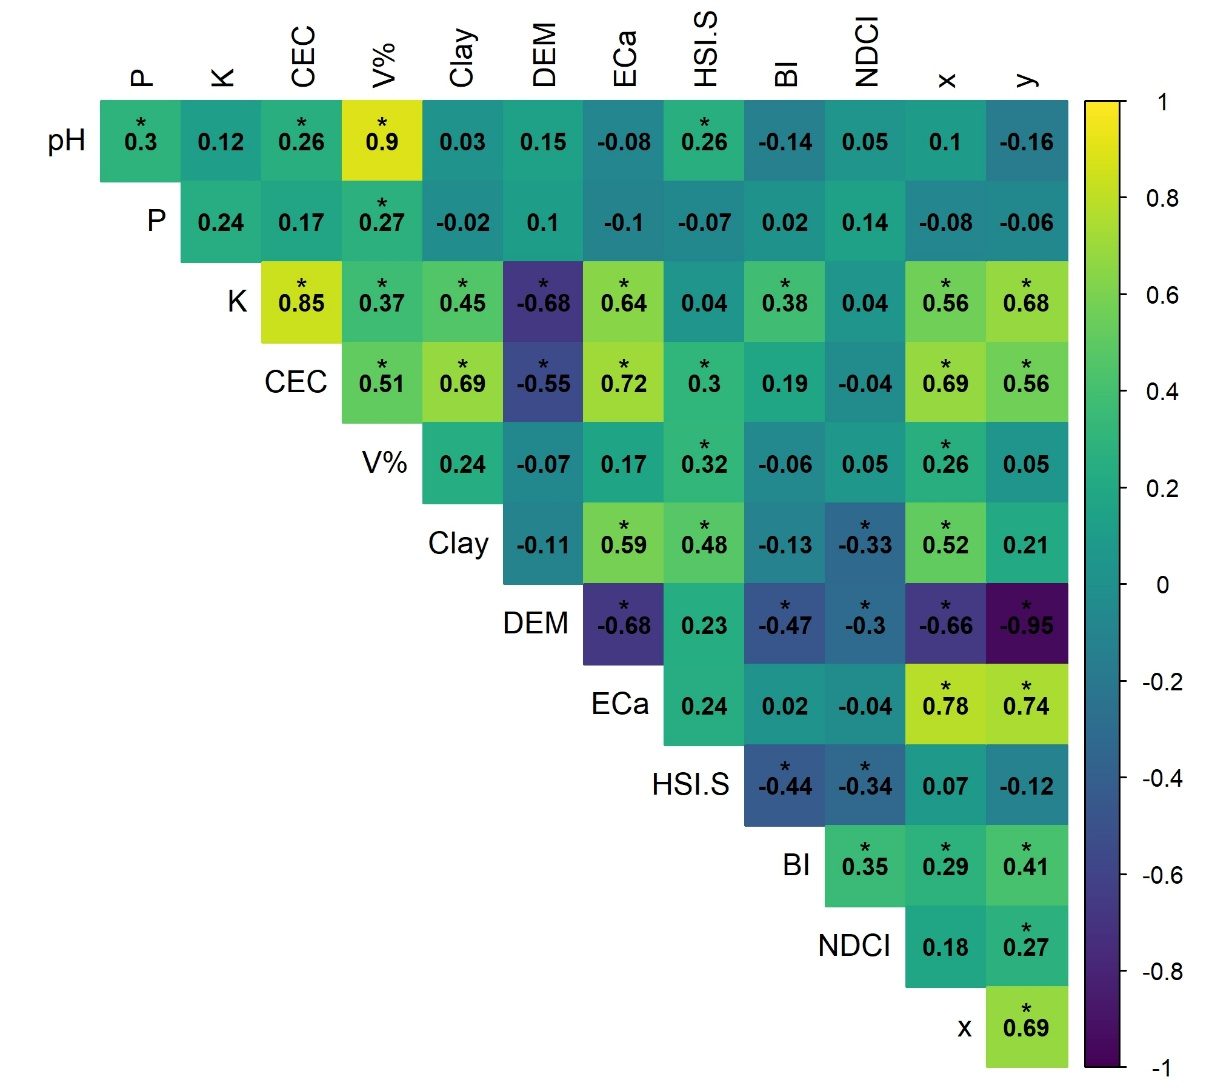 P K CEC V% Clay DEM ECa HSI.S BI NDCI x y
* * * *
pH 0.3 0.12 0.26 0.9 0.03 0.15 -0.08 0.26 -0.14 0.05 0.1 -0.16
*
P 0.24 0.17 0.27 -0.02 0.1 -0.1 -0.07 0.02 0.14 -0.08 -0.06
* * * * * * * *
K 0.85 0.37 0.45 -0.68 0.64 0.04 0.38 0.04 0.56 0.68
* * * * * * *
CEC 0.51 0.69 -0.55 0.72 0.3 0.19 -0.04 0.69 0.56
* *
V% 0.24 -0.07 0.17 0.32 -0.06 0.05 0.26 0.05
* * * *
Clay -0.11 0.59 0.48 -0.13 -0.33 0.52 0.21
* * * * *
DEM -0.68 0.23 -0.47 -0.3 -0.66 -0.95
* *
ECa 0.24 0.02 -0.04 0.78 0.74
* *
HSI.S -0.44 -0.34 0.07 -0.12
* * *
BI 0.35 0.29 0.41
*
NDCI 0.18 0.27
*
x 0.69
1
0.8
0.6
0.4
0.2
0
-0.2
-0.4
-0.6
-0.8
-1